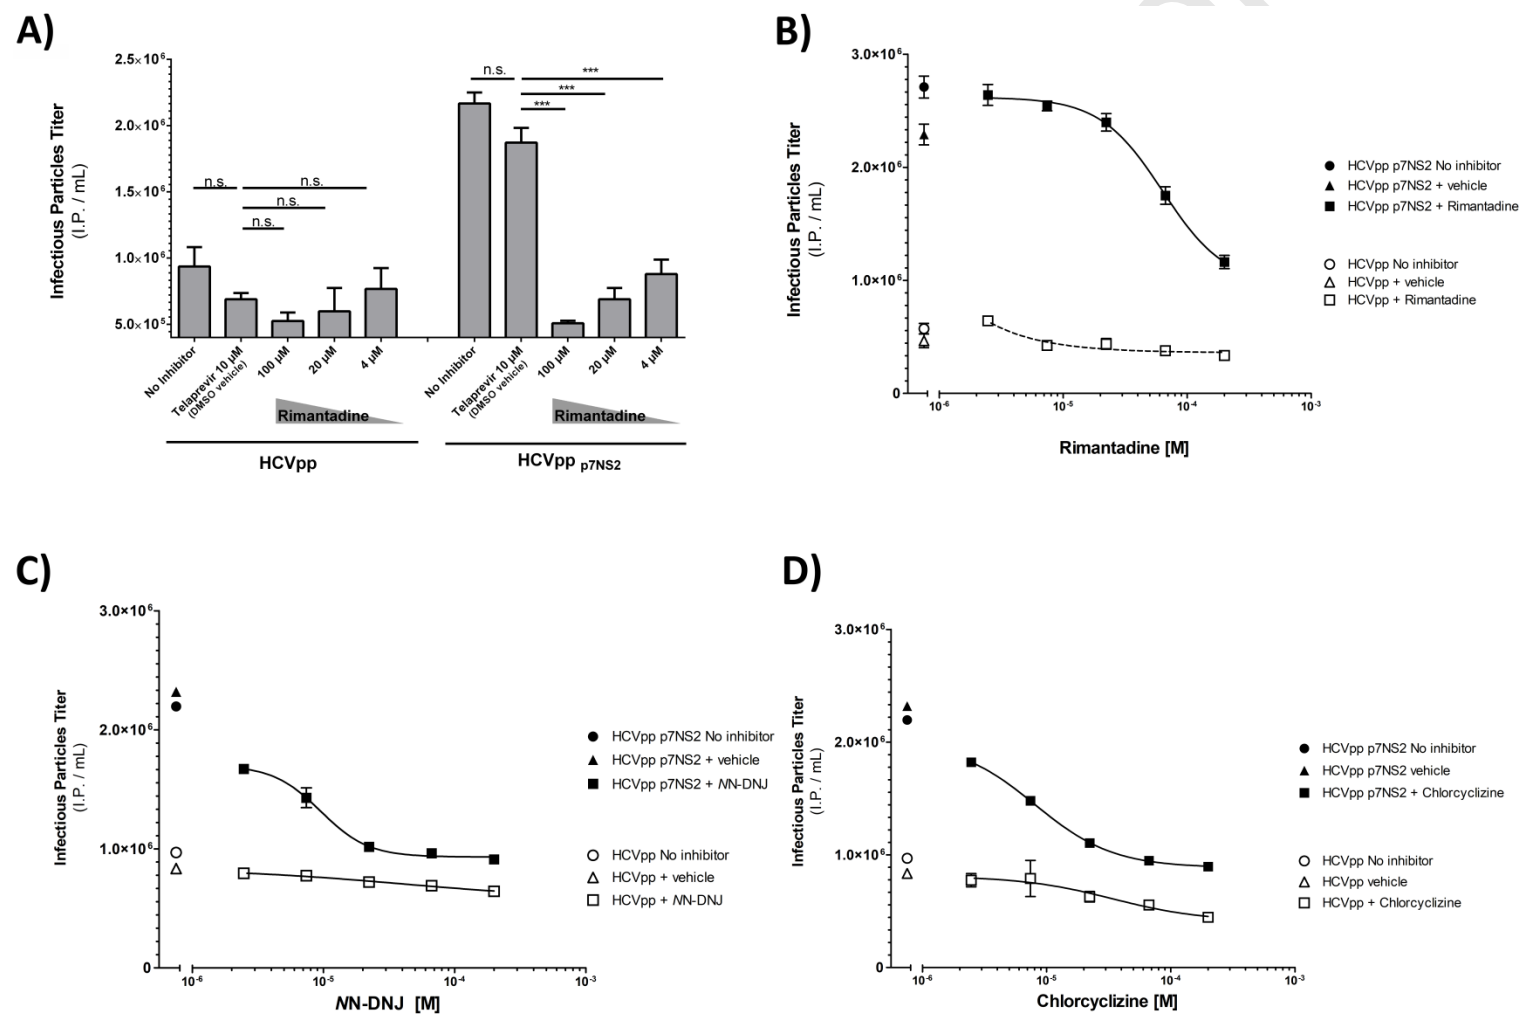 A)
Infectious Particles Titer
(I.P. / mL)
2.5×10⁶
2.0×10⁶
1.5×10⁶
1.0×10⁶
5.0×10⁵
n.s.
n.s.
n.s.
n.s.
n.s.
***
***
***
No Inhibitor
Telaprevir 10 µM
(DMSO vehicle)
100 µM
20 µM
4 µM
No Inhibitor
Telaprevir 10 µM
(DMSO vehicle)
100 µM
20 µM
4 µM
Rimantadine
Rimantadine
HCVpp
HCVpp p7NS2
B)
Infectious Particles Titer
(I.P. / mL)
3.0×10⁶
2.0×10⁶
1.0×10⁶
0
10⁻⁶
10⁻⁵
10⁻⁴
10⁻³
Rimantadine [M]
HCVpp p7NS2 No inhibitor
HCVpp p7NS2 + vehicle
HCVpp p7NS2 + Rimantadine
HCVpp No inhibitor
HCVpp + vehicle
HCVpp + Rimantadine
C)
Infectious Particles Titer
(I.P. / mL)
3.0×10⁶
2.0×10⁶
1.0×10⁶
0
10⁻⁶
10⁻⁵
10⁻⁴
10⁻³
NN-DNJ [M]
HCVpp p7NS2 No inhibitor
HCVpp p7NS2 + vehicle
HCVpp p7NS2 + NN-DNJ
HCVpp No inhibitor
HCVpp + vehicle
HCVpp + NN-DNJ
D)
Infectious Particles Titer
(I.P. / mL)
3.0×10⁶
2.0×10⁶
1.0×10⁶
0
10⁻⁶
10⁻⁵
10⁻⁴
10⁻³
Chlorcyclizine [M]
HCVpp p7NS2 No inhibitor
HCVpp p7NS2 vehicle
HCVpp p7NS2 + Chlorcyclizine
HCVpp No inhibitor
HCVpp vehicle
HCVpp + Chlorcyclizine